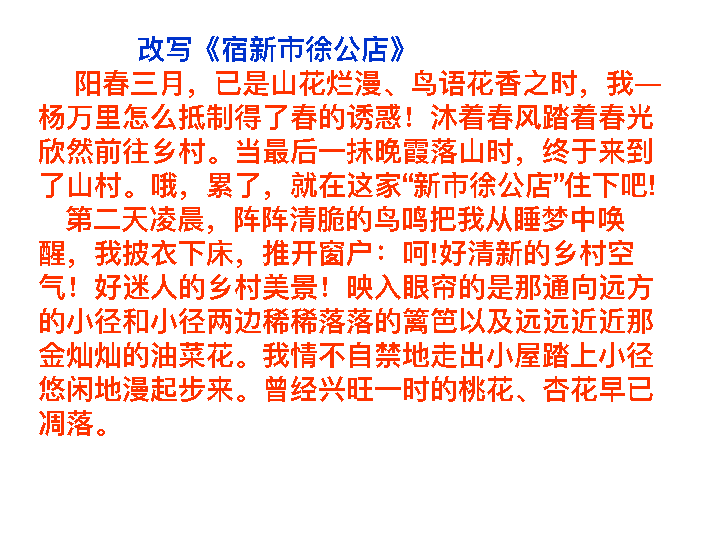 改写《宿新市徐公店》
阳春三月，已是山花烂漫、鸟语花香之时，我—
杨万里怎么抵制得了春的诱惑！沐着春风踏着春光
欣然前往乡村。当最后一抹晚霞落山时，终于来到
了山村。哦，累了，就在这家“新市徐公店”住下吧!
第二天凌晨，阵阵清脆的鸟鸣把我从睡梦中唤
醒，我披衣下床，推开窗户：呵!好清新的乡村空
气！好迷人的乡村美景！映入眼帘的是那通向远方
的小径和小径两边稀稀落落的篱笆以及远远近近那
金灿灿的油菜花。我情不自禁地走出小屋踏上小径
悠闲地漫起步来。曾经兴旺一时的桃花、杏花早已
凋落。